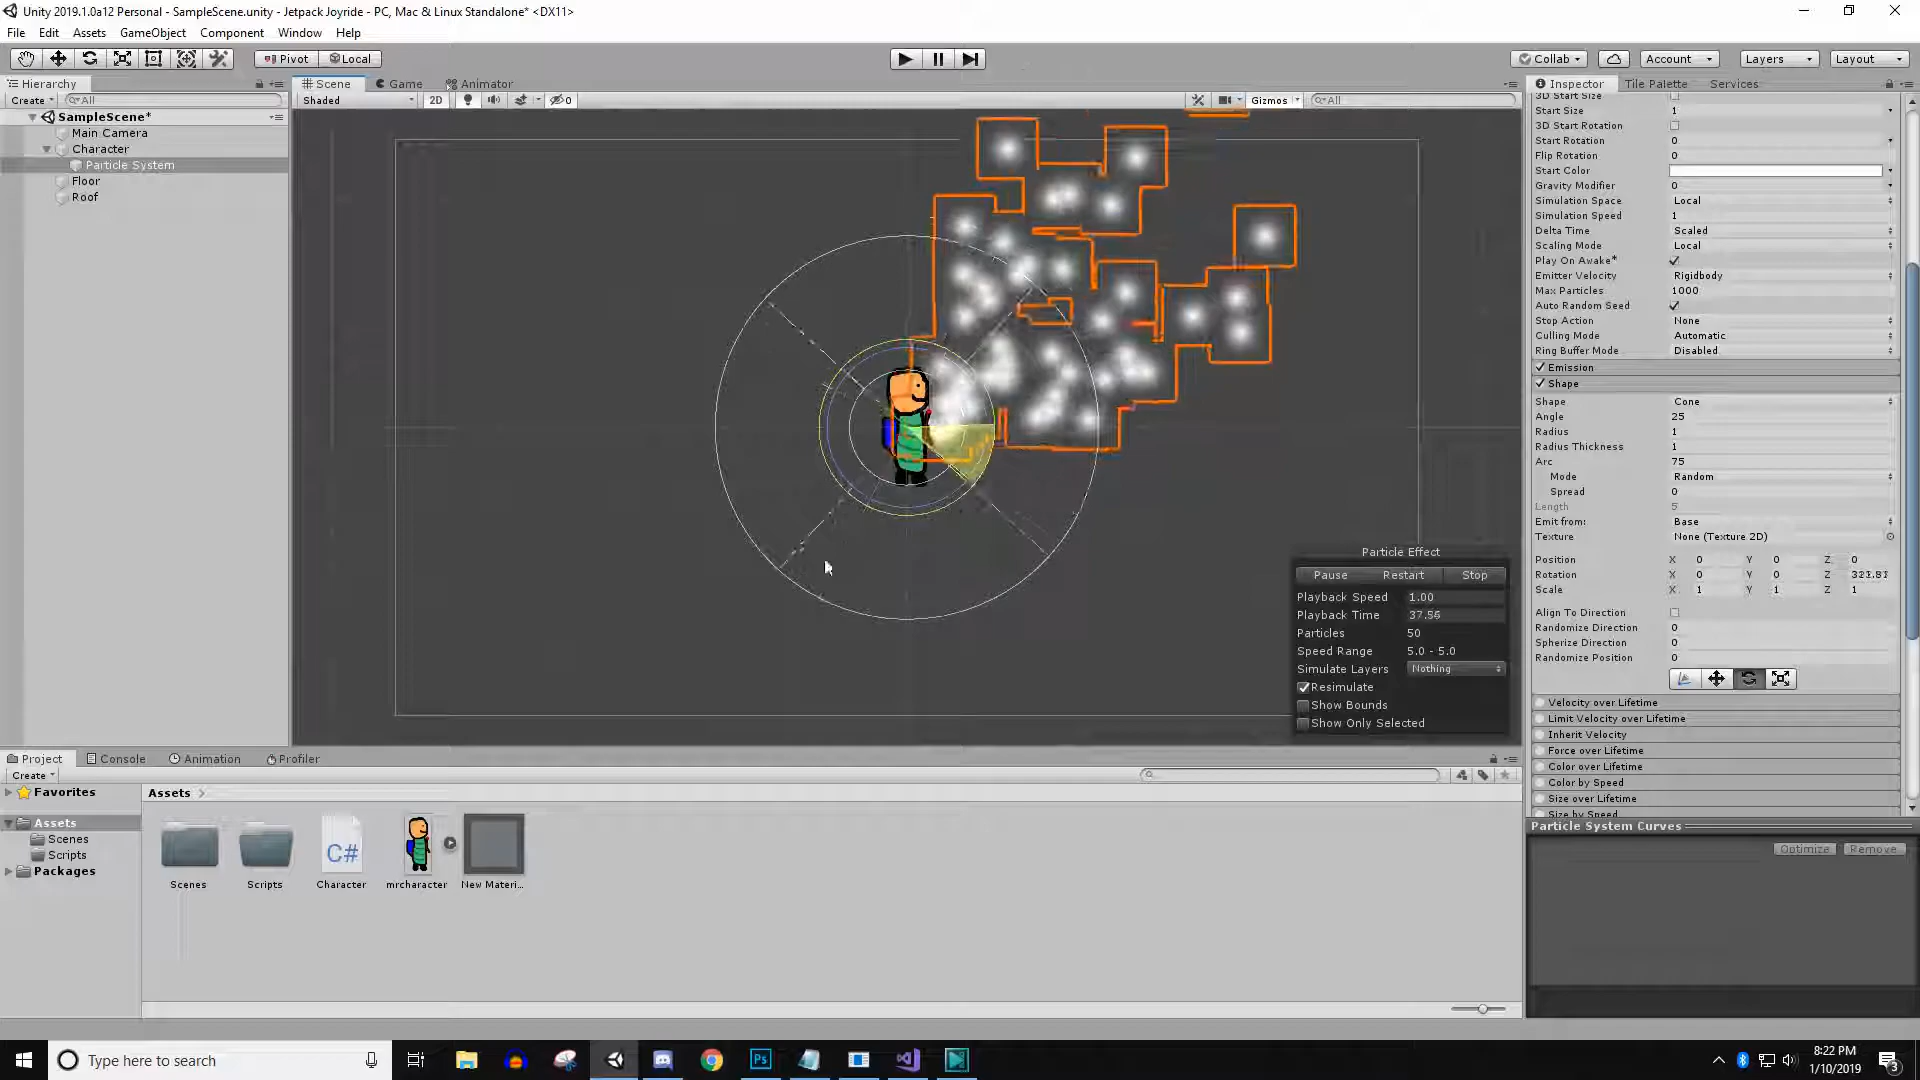 Unity 2019.1.0a12 Personal - SampleScene.unity - Jetpack Joyride - PC, Mac & Linux Standalone* <DX11>
File Edit Assets GameObject Component Window Help
Pivot Local Collab Account Layers Layout
Hierarchy Scene Game Animator Inspector Tile Palette Services
Create All Shaded 2D 0 Gizmos All
SampleScene*
Main Camera
Character
Particle System
Floor
Roof
3D Start Size
Start Size 1
3D Start Rotation
Start Rotation 0
Flip Rotation 0
Start Color
Gravity Modifier 0
Simulation Space Local
Simulation Speed 1
Delta Time Scaled
Scaling Mode Local
Play On Awake*
Emitter Velocity Rigidbody
Max Particles 1000
Auto Random Seed
Stop Action None
Culling Mode Automatic
Ring Buffer Mode Disabled
Emission
Shape
Shape Cone
Angle 25
Radius 1
Radius Thickness 1
Arc 75
Mode Random
Spread 0
Length 5
Emit from: Base
Texture None (Texture 2D)
Position X 0 Y 0 Z 0
Rotation X 0 Y 0 Z
Scale X 1 Y 1 Z 1
Align To Direction
Randomize Direction 0
Spherize Direction 0
Randomize Position 0
Velocity over Lifetime
Limit Velocity over Lifetime
Inherit Velocity
Force over Lifetime
Color over Lifetime
Color by Speed
Size over Lifetime
Size by Speed
Particle System Curves
Optimize Remove
Particle Effect
Pause Restart Stop
Playback Speed 1.00
Playback Time 37.56
Particles 50
Speed Range 5.0 - 5.0
Simulate Layers Nothing
Resimulate
Show Bounds
Show Only Selected
Project Console Animation Profiler
Create
Favorites
Assets
Scenes
Scripts
Packages
Assets
Scenes Scripts Character mrcharacter New Materi...
C#
Type here to search
Ps
8:22 PM
1/10/2019
3